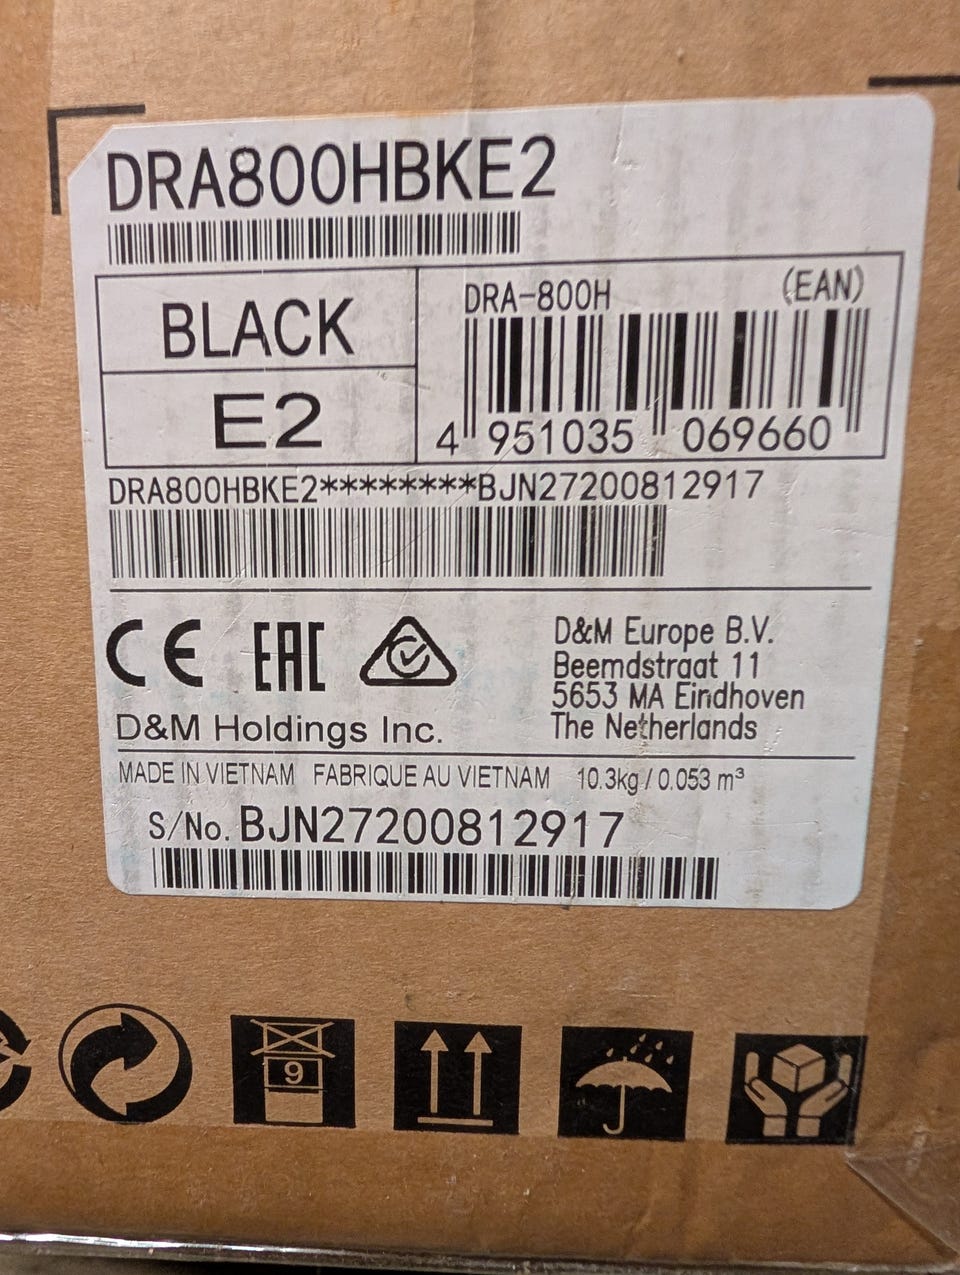 DRA800HBKE2
BLACK
E2
DRA-800H (EAN)
4 951035 069660
DRA800HBKE2********BJN27200812917
CE EAC
D&M Holdings Inc.
D&M Europe B.V.
Beemdstraat 11
5653 MA Eindhoven
The Netherlands
MADE IN VIETNAM FABRIQUE AU VIETNAM 10.3kg / 0.053 m³
S/No. BJN27200812917
9